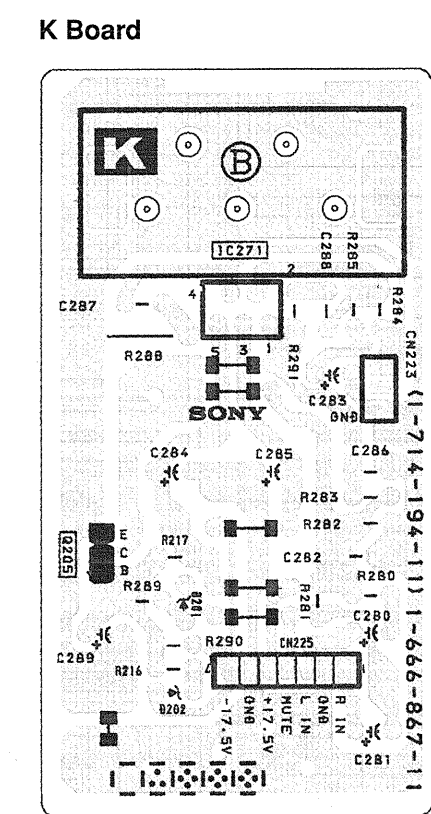 K Board
K
B
IC271
2
C288
R285
R284
C287
4
R288
5 3 1
R291
CN223
C283
GND
SONY
C284
C285
C286
R283
Q205
E
C
B
R217
R282
C282
R289
D201
R281
R280
C280
C289
R290
CN225
R216
D202
-17.5V
GND
+17.5V
MUTE
L IN
GND
R IN
C281
(1-714-194-11) 1-666-867-11